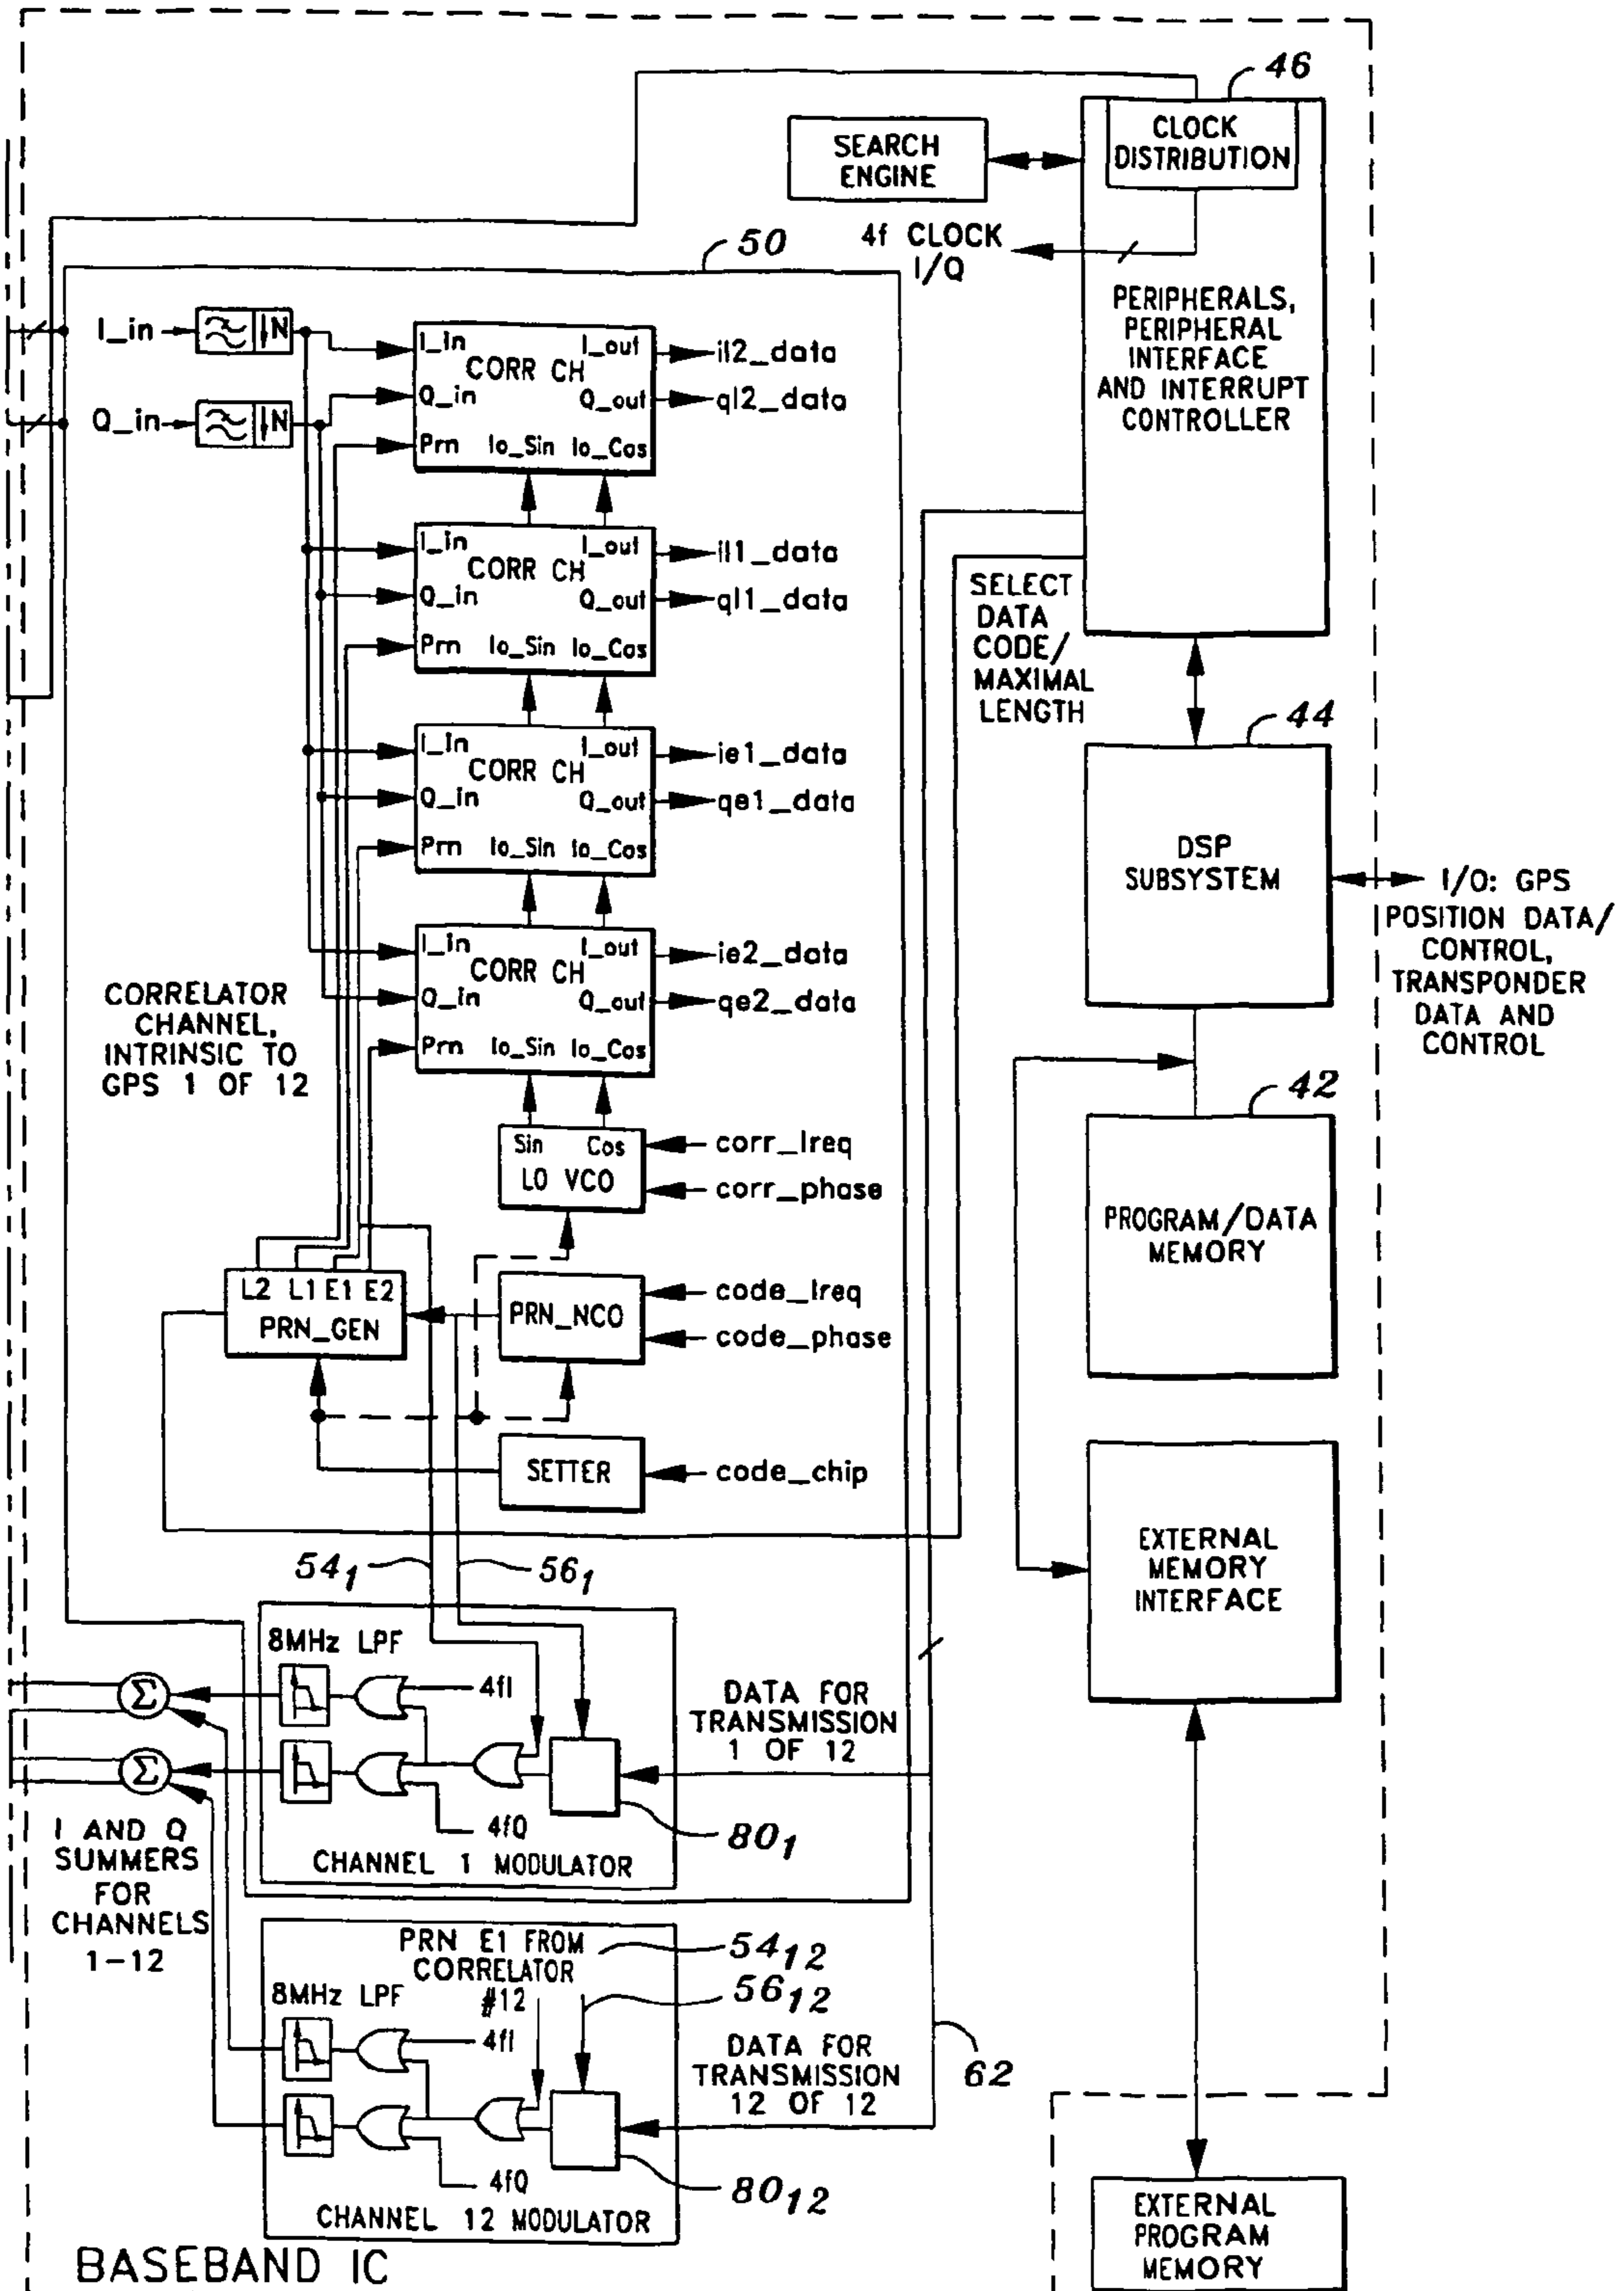 46
CLOCK
DISTRIBUTION
SEARCH
ENGINE
4f CLOCK
I/Q
PERIPHERALS,
PERIPHERAL
INTERFACE
AND INTERRUPT
CONTROLLER
50
I_in
↓N
Q_in
↓N
I_in I_out
CORR CH
Q_in Q_out
Prn lo_Sin lo_Cos
il2_data
ql2_data
I_in I_out
CORR CH
Q_in Q_out
Prn lo_Sin lo_Cos
il1_data
ql1_data
I_in I_out
CORR CH
Q_in Q_out
Prn lo_Sin lo_Cos
ie1_data
qe1_data
I_in I_out
CORR CH
Q_in Q_out
Prn lo_Sin lo_Cos
ie2_data
qe2_data
SELECT
DATA
CODE/
MAXIMAL
LENGTH
44
DSP
SUBSYSTEM
I/O: GPS
POSITION DATA/
CONTROL,
TRANSPONDER
DATA AND
CONTROL
CORRELATOR
CHANNEL,
INTRINSIC TO
GPS 1 OF 12
42
PROGRAM/DATA
MEMORY
Sin Cos
LO VCO
corr_freq
corr_phase
L2 L1 E1 E2
PRN_GEN
PRN_NCO
code_freq
code_phase
SETTER
code_chip
EXTERNAL
MEMORY
INTERFACE
54₁
56₁
8MHz LPF
4fI
Σ
Σ
4fQ
DATA FOR
TRANSMISSION
1 OF 12
80₁
CHANNEL 1 MODULATOR
I AND Q
SUMMERS
FOR
CHANNELS
1-12
PRN E1 FROM
CORRELATOR
#12
54₁₂
56₁₂
8MHz LPF
4fI
4fQ
DATA FOR
TRANSMISSION
12 OF 12
62
80₁₂
CHANNEL 12 MODULATOR
BASEBAND IC
EXTERNAL
PROGRAM
MEMORY